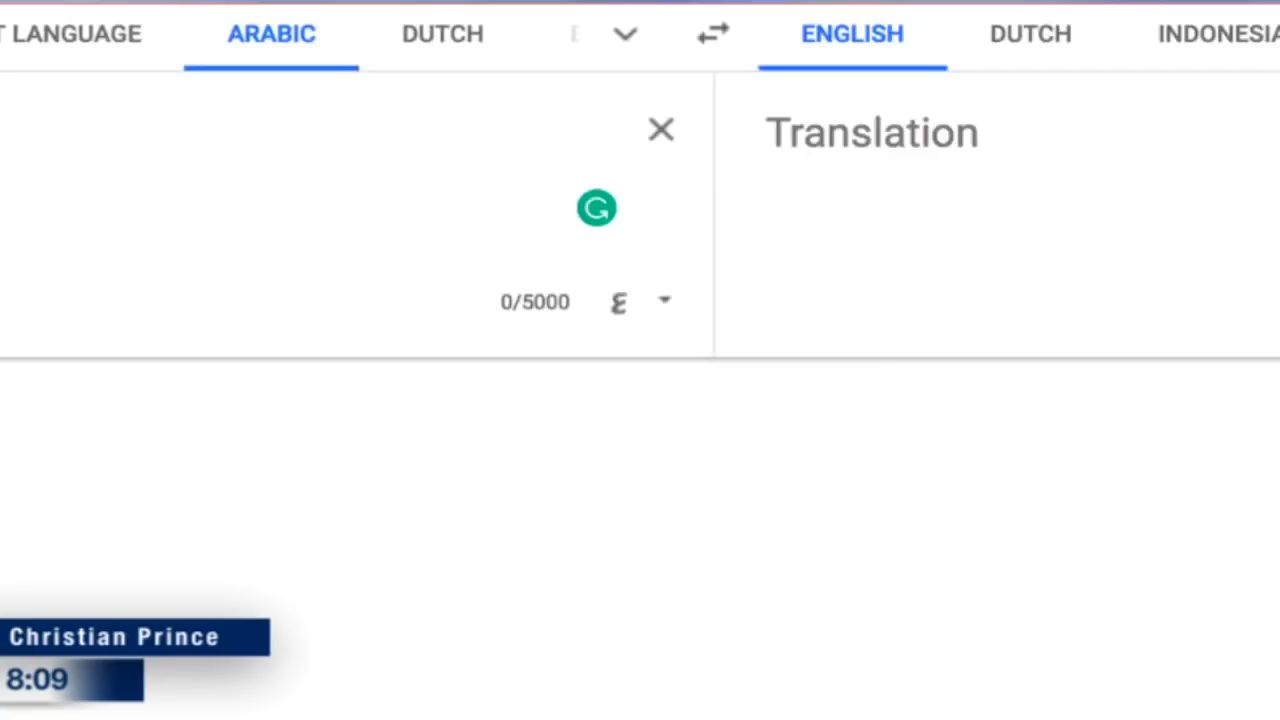 T LANGUAGE ARABIC DUTCH ENGLISH DUTCH INDONESIA
Translation
0/5000 ع
Christian Prince
8:09